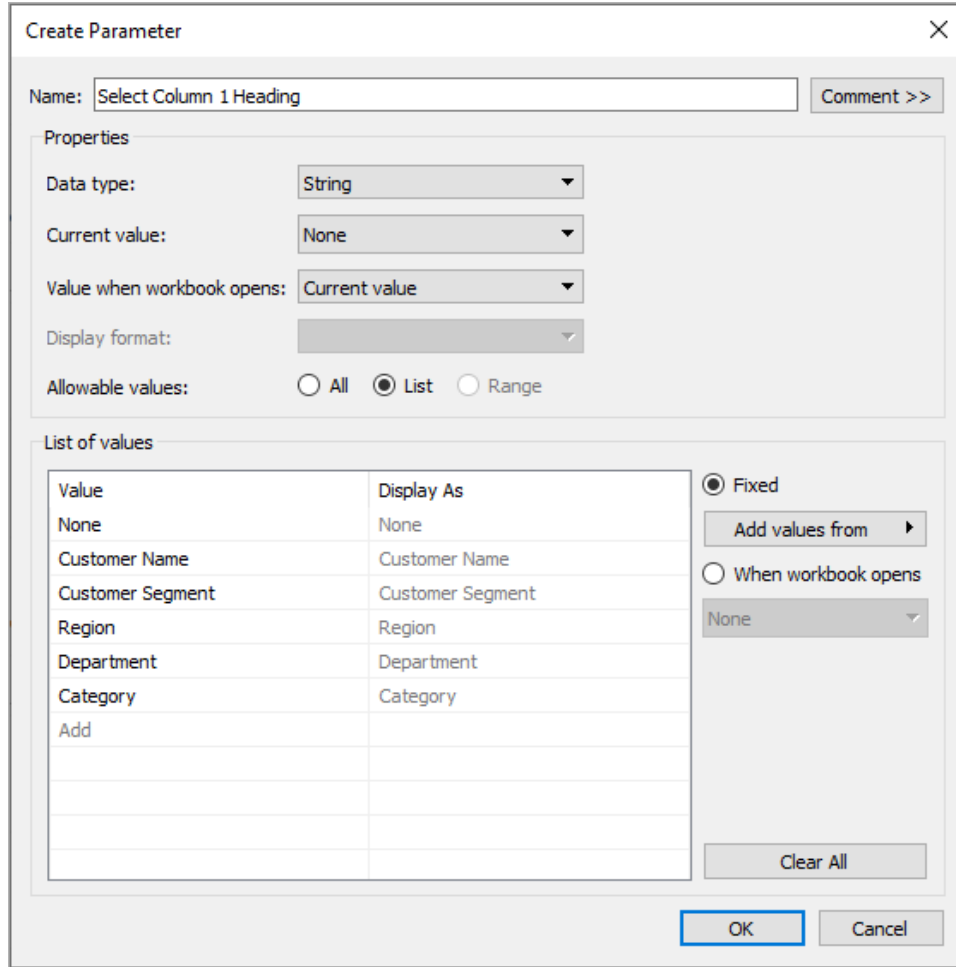 Create Parameter
Name: Select Column 1 Heading Comment >>
Properties
Data type: String
Current value: None
Value when workbook opens: Current value
Display format:
Allowable values: All List Range
List of values
Value Display As Fixed
None None Add values from
Customer Name Customer Name
Customer Segment Customer Segment When workbook opens
Region Region None
Department Department
Category Category
Add
Clear All
OK Cancel